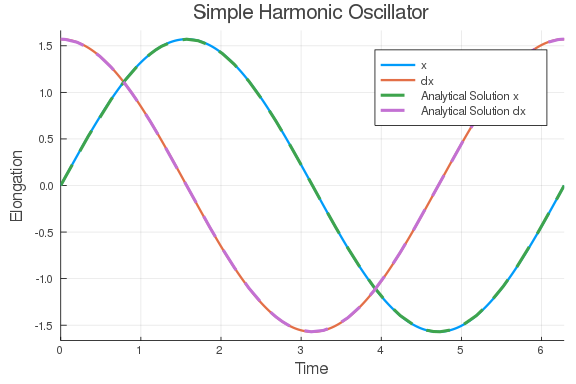 Simple Harmonic Oscillator
1.5
1.0
0.5
0.0
-0.5
-1.0
-1.5
Elongation
x
dx
Analytical Solution x
Analytical Solution dx
0 1 2 3 4 5 6
Time